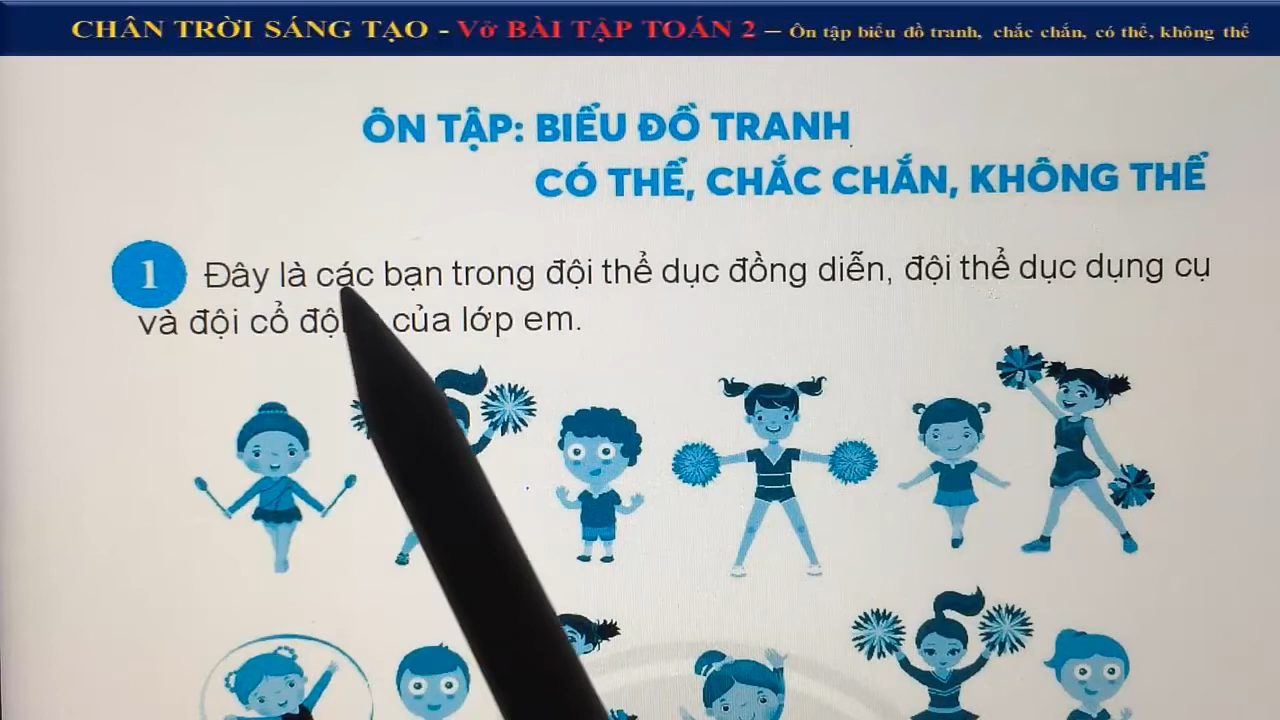 CHÂN TRỜI SÁNG TẠO - Vở BÀI TẬP TOÁN 2 – Ôn tập biểu đồ tranh, chắc chắn, có thể, không thể
ÔN TẬP: BIỂU ĐỒ TRANH
CÓ THỂ, CHẮC CHẮN, KHÔNG THỂ
1 Đây là các bạn trong đội thể dục đồng diễn, đội thể dục dụng cụ
và đội cổ độ của lớp em.